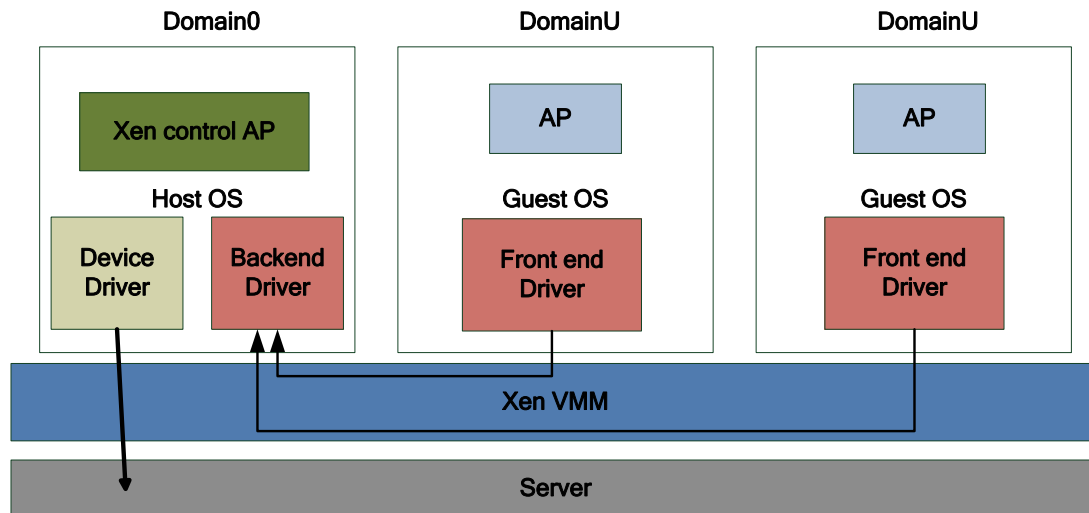 Domain0
DomainU
DomainU
Xen control AP
AP
AP
Host OS
Guest OS
Guest OS
Device
Driver
Backend
Driver
Front end
Driver
Front end
Driver
Xen VMM
Server